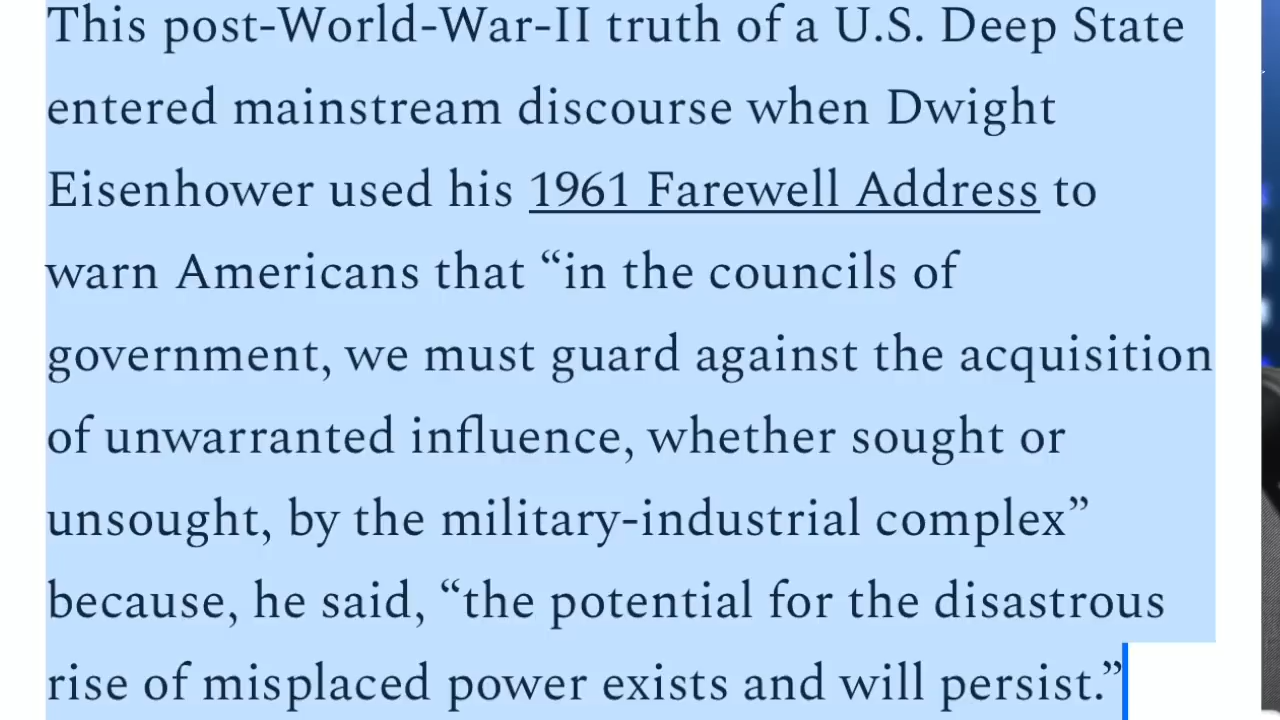 This post-World-War-II truth of a U.S. Deep State
entered mainstream discourse when Dwight
Eisenhower used his 1961 Farewell Address to
warn Americans that “in the councils of
government, we must guard against the acquisition
of unwarranted influence, whether sought or
unsought, by the military-industrial complex”
because, he said, “the potential for the disastrous
rise of misplaced power exists and will persist.”